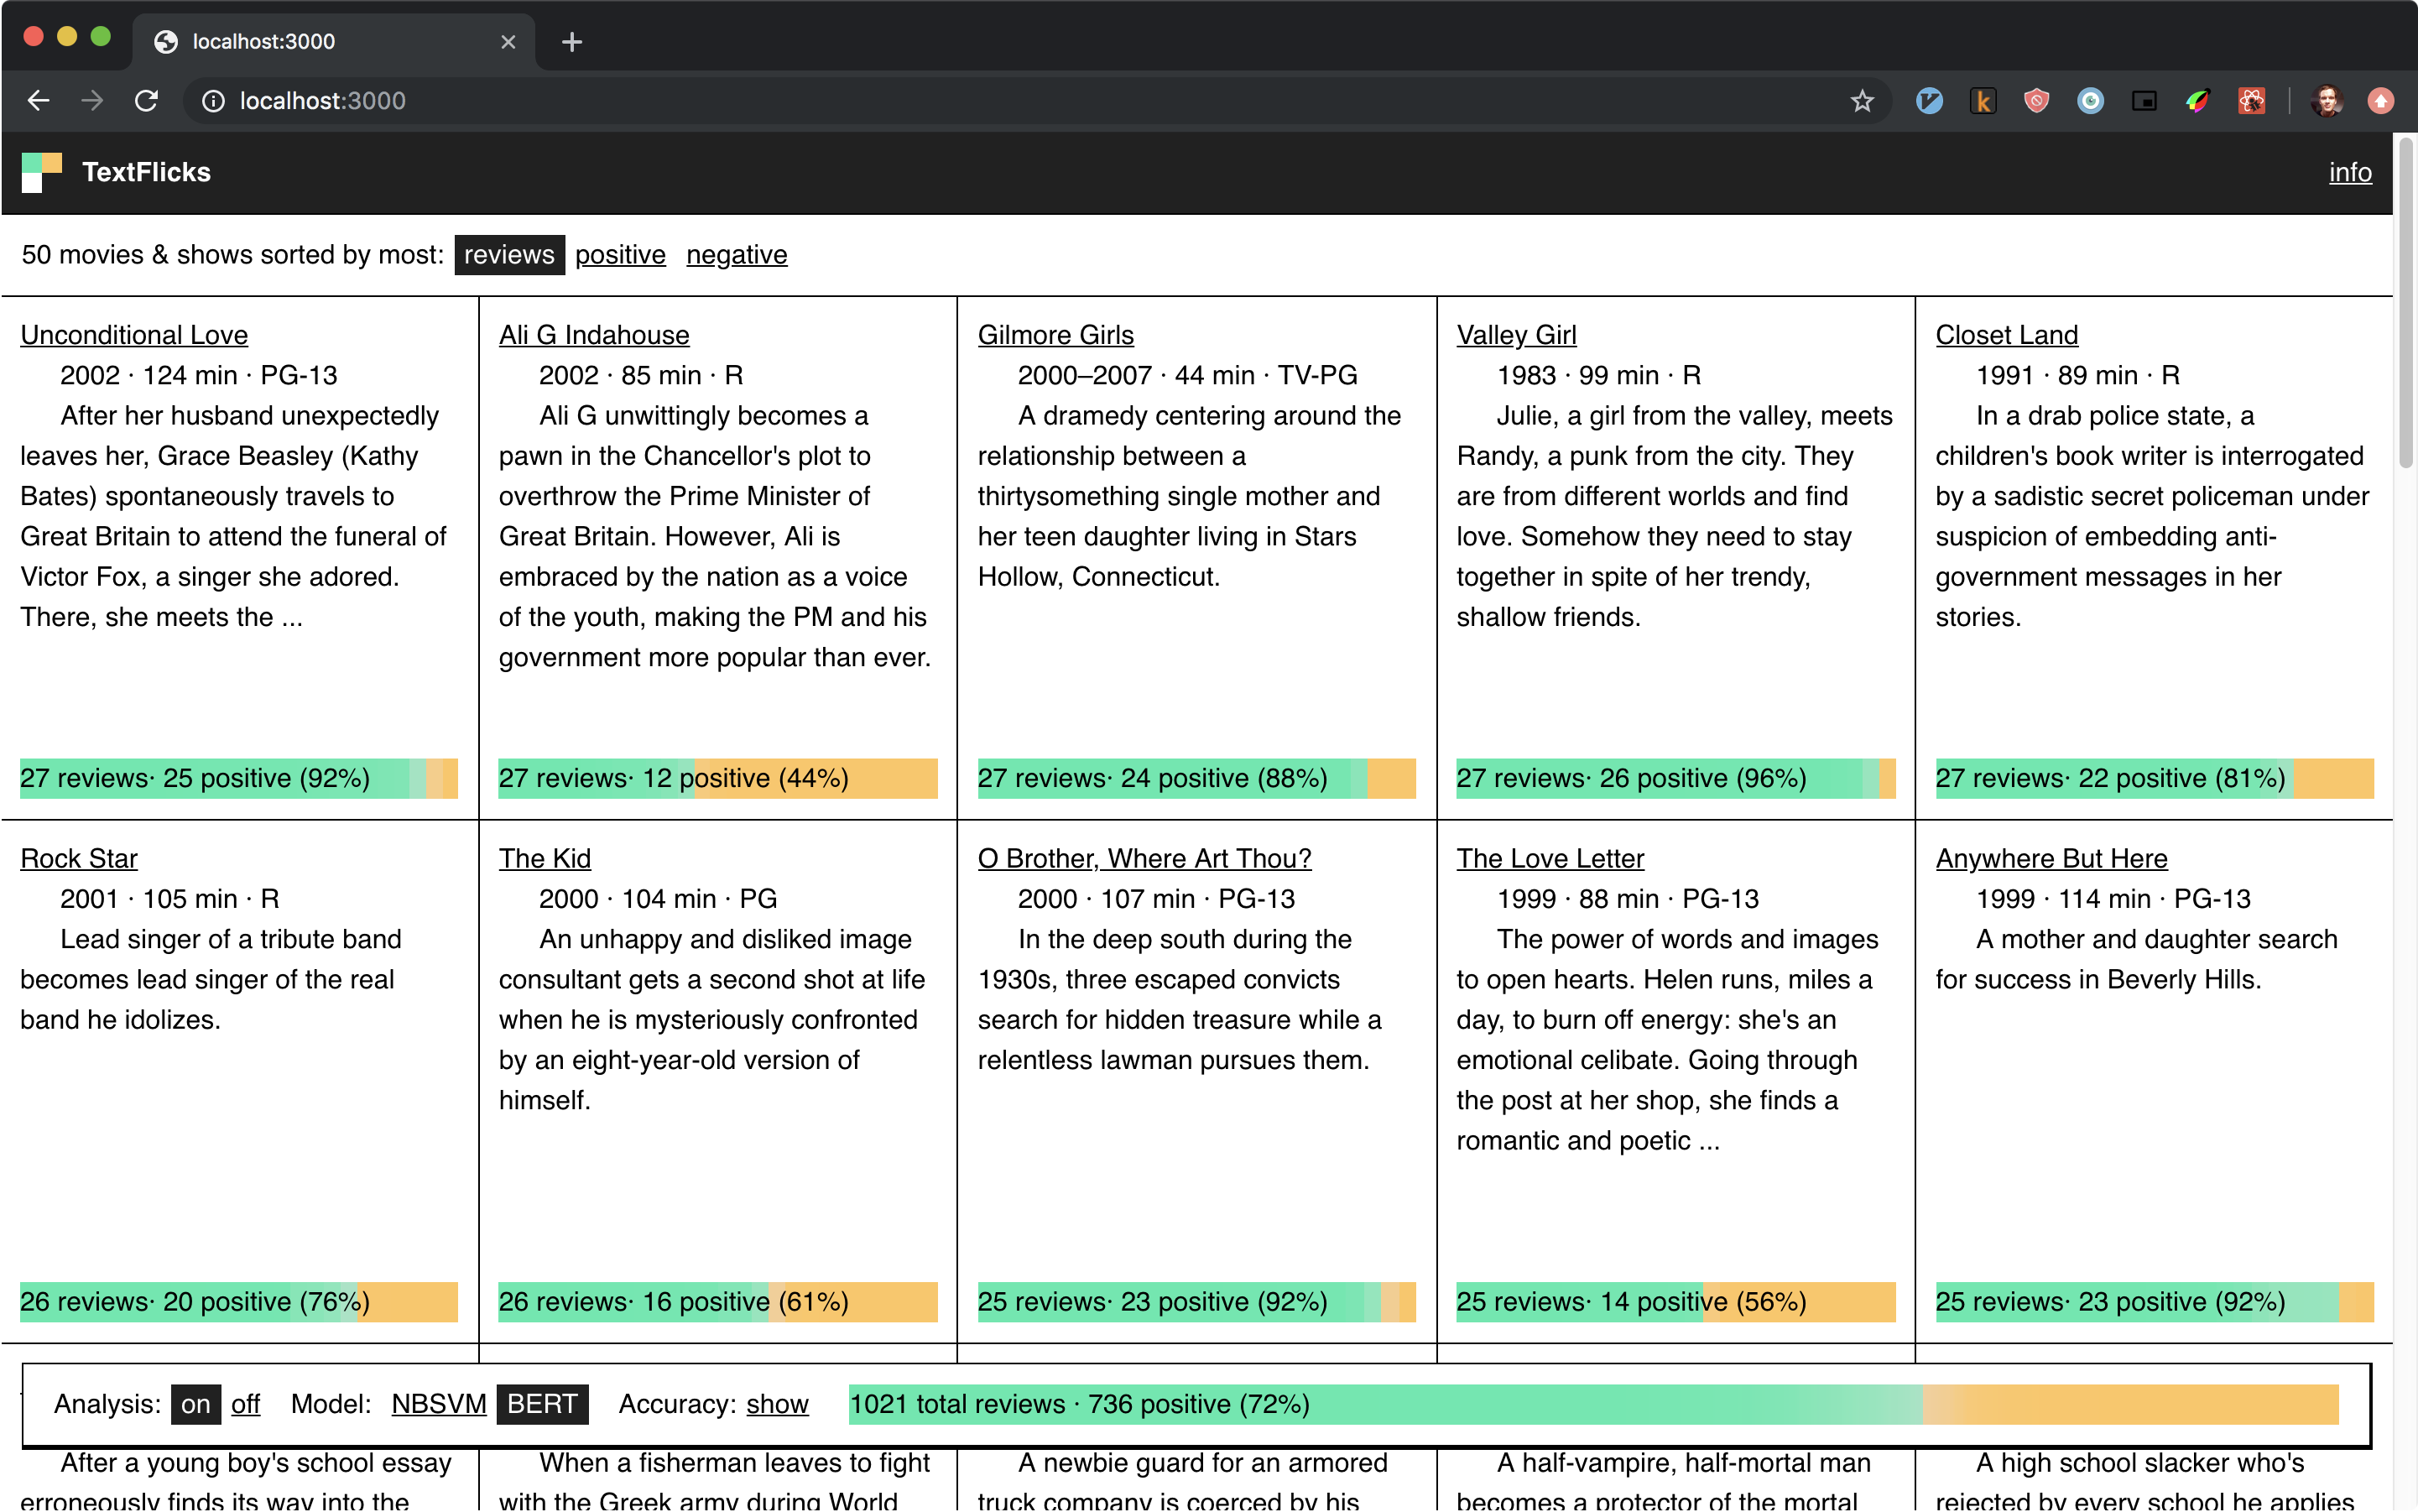 localhost:3000
localhost:3000
TextFlicks
info
50 movies & shows sorted by most: reviews positive negative
Unconditional Love
2002 · 124 min · PG-13
After her husband unexpectedly
leaves her, Grace Beasley (Kathy
Bates) spontaneously travels to
Great Britain to attend the funeral of
Victor Fox, a singer she adored.
There, she meets the ...
27 reviews· 25 positive (92%)
Ali G Indahouse
2002 · 85 min · R
Ali G unwittingly becomes a
pawn in the Chancellor's plot to
overthrow the Prime Minister of
Great Britain. However, Ali is
embraced by the nation as a voice
of the youth, making the PM and his
government more popular than ever.
27 reviews· 12 positive (44%)
Gilmore Girls
2000–2007 · 44 min · TV-PG
A dramedy centering around the
relationship between a
thirtysomething single mother and
her teen daughter living in Stars
Hollow, Connecticut.
27 reviews· 24 positive (88%)
Valley Girl
1983 · 99 min · R
Julie, a girl from the valley, meets
Randy, a punk from the city. They
are from different worlds and find
love. Somehow they need to stay
together in spite of her trendy,
shallow friends.
27 reviews· 26 positive (96%)
Closet Land
1991 · 89 min · R
In a drab police state, a
children's book writer is interrogated
by a sadistic secret policeman under
suspicion of embedding anti-
government messages in her
stories.
27 reviews· 22 positive (81%)
Rock Star
2001 · 105 min · R
Lead singer of a tribute band
becomes lead singer of the real
band he idolizes.
26 reviews· 20 positive (76%)
The Kid
2000 · 104 min · PG
An unhappy and disliked image
consultant gets a second shot at life
when he is mysteriously confronted
by an eight-year-old version of
himself.
26 reviews· 16 positive (61%)
O Brother, Where Art Thou?
2000 · 107 min · PG-13
In the deep south during the
1930s, three escaped convicts
search for hidden treasure while a
relentless lawman pursues them.
25 reviews· 23 positive (92%)
The Love Letter
1999 · 88 min · PG-13
The power of words and images
to open hearts. Helen runs, miles a
day, to burn off energy: she's an
emotional celibate. Going through
the post at her shop, she finds a
romantic and poetic ...
25 reviews· 14 positive (56%)
Anywhere But Here
1999 · 114 min · PG-13
A mother and daughter search
for success in Beverly Hills.
25 reviews· 23 positive (92%)
Analysis: on off Model: NBSVM BERT Accuracy: show 1021 total reviews · 736 positive (72%)
After a young boy's school essay
erroneously finds its way into the
When a fisherman leaves to fight
with the Greek army during World
A newbie guard for an armored
truck company is coerced by his
A half-vampire, half-mortal man
becomes a protector of the mortal
A high school slacker who's
rejected by every school he applies